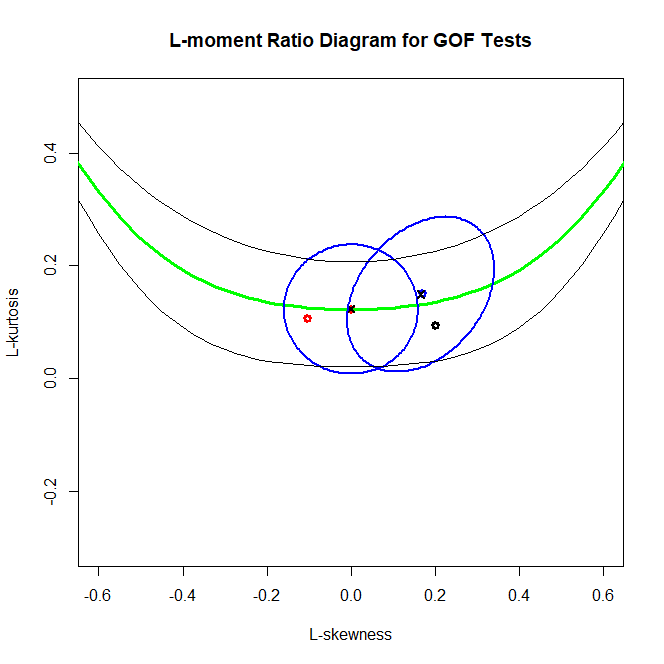 L-moment Ratio Diagram for GOF Tests
L-kurtosis
0.4
0.2
0.0
-0.2
-0.6 -0.4 -0.2 0.0 0.2 0.4 0.6
L-skewness